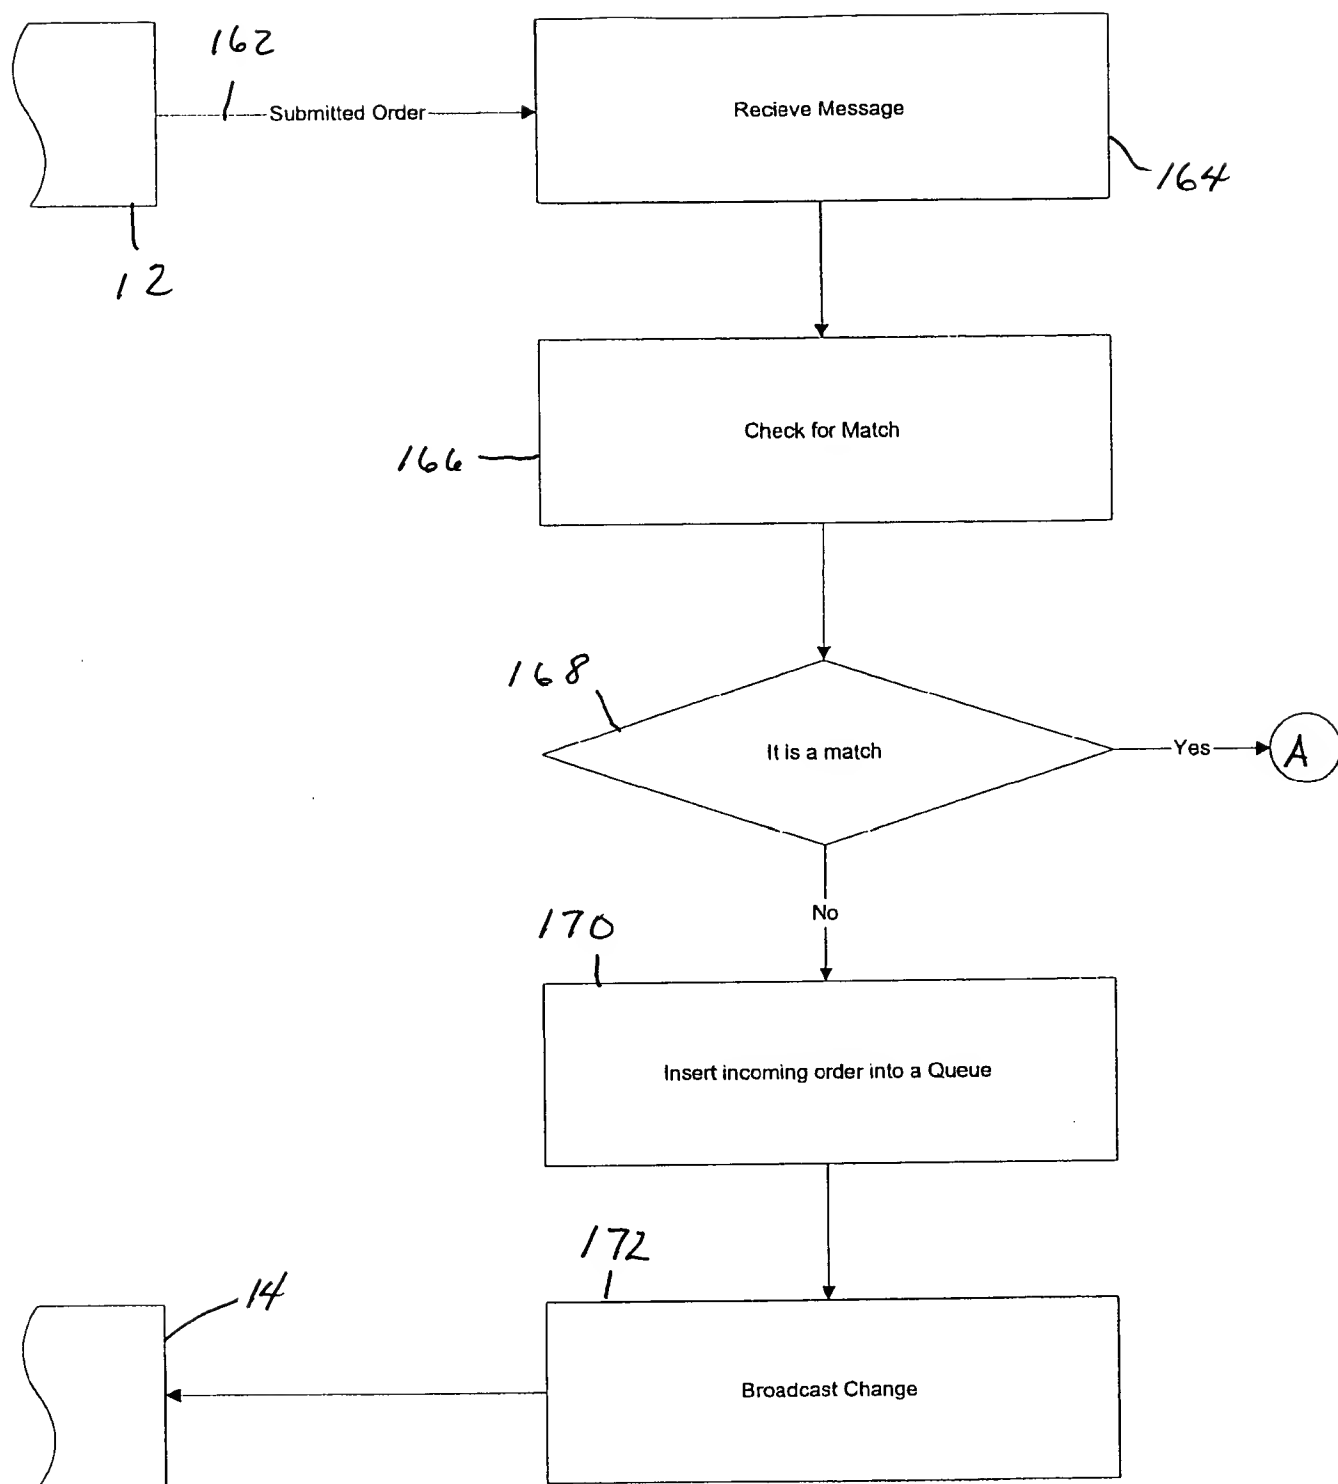 162
Submitted Order
Recieve Message
164
12
Check for Match
166
168
It is a match
Yes
A
No
170
Insert incoming order into a Queue
172
14
Broadcast Change